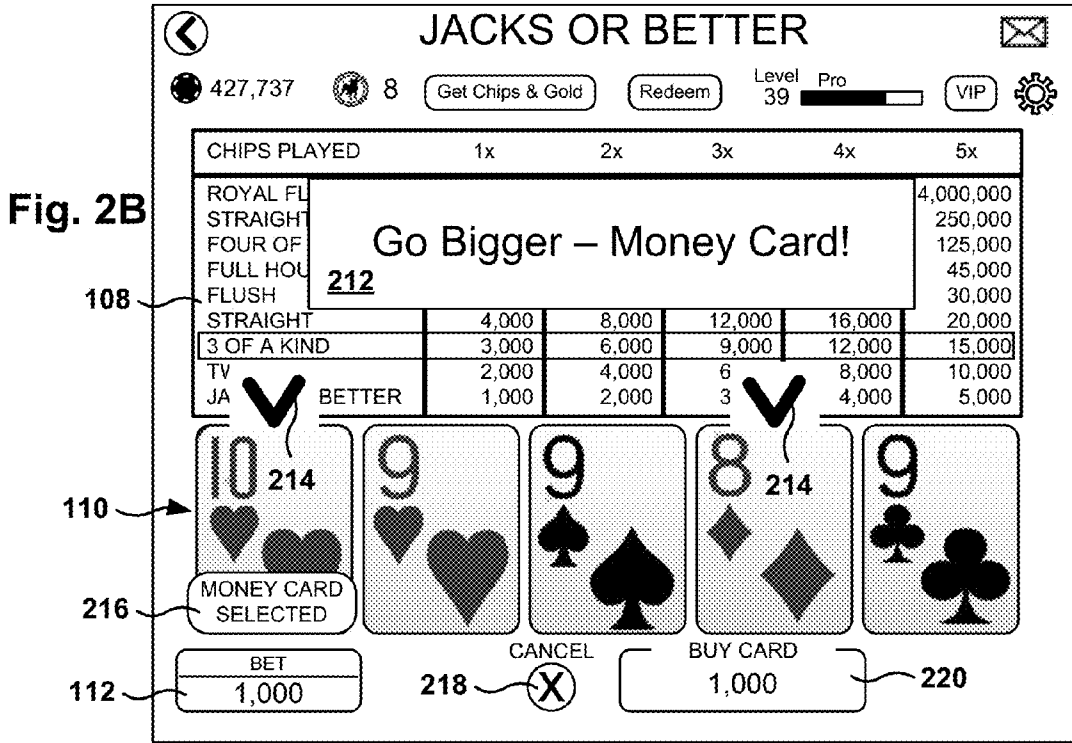 JACKS OR BETTER
427,737 8 Get Chips & Gold Redeem Level 39 Pro VIP
CHIPS PLAYED 1x 2x 3x 4x 5x
Fig. 2B
ROYAL FL 4,000,000
STRAIGHT 250,000
FOUR OF 125,000
FULL HOU 45,000
FLUSH 30,000
Go Bigger – Money Card!
212
108
STRAIGHT 4,000 8,000 12,000 16,000 20,000
3 OF A KIND 3,000 6,000 9,000 12,000 15,000
TW 2,000 4,000 6 8,000 10,000
JA BETTER 1,000 2,000 3 4,000 5,000
10 9 9 8 9
214 214
110
MONEY CARD
SELECTED
216
BET
1,000
112
CANCEL
X
218
BUY CARD
1,000
220